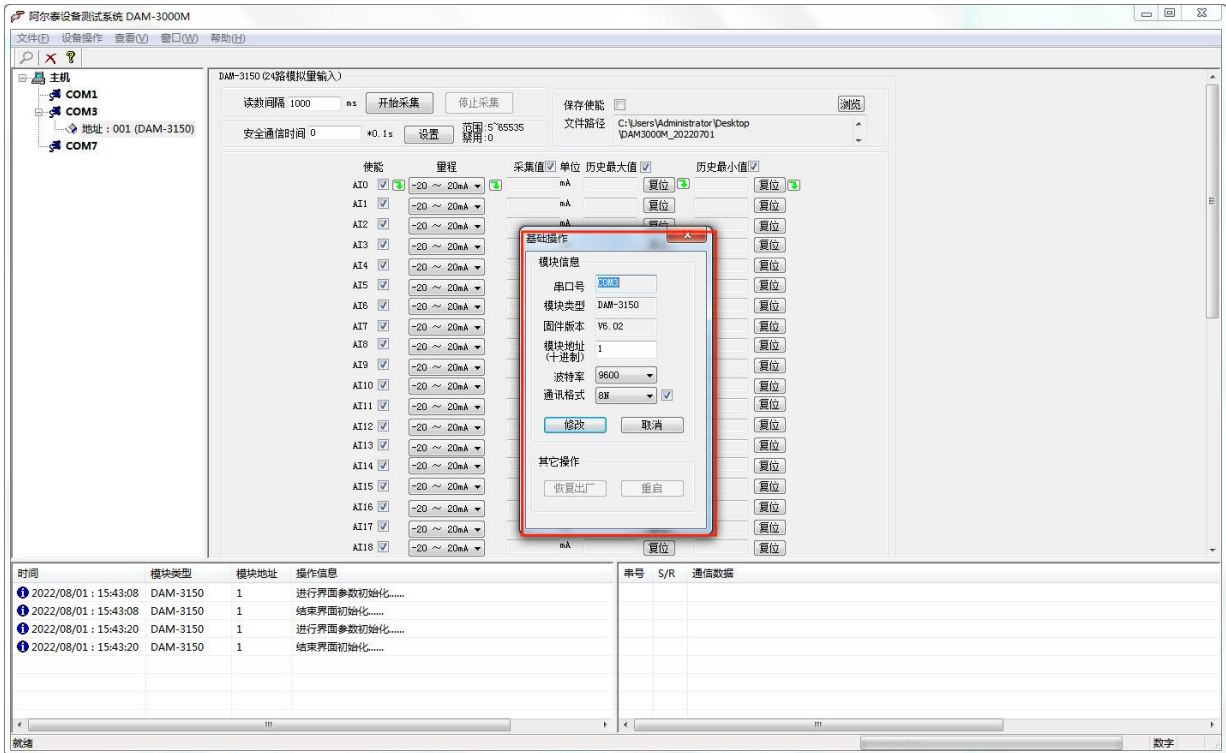 阿尔泰设备测试系统 DAM-3000M
文件(F) 设备操作 查看(V) 窗口(W) 帮助(H)
主机
COM1
COM3
地址：001 (DAM-3150)
COM7
DAM-3150(24路模拟量输入)
读数间隔 1000 ms 开始采集 停止采集
安全通信时间 0 *0.1s 设置 范围:5~65535
禁用:0
保存使能 浏览
文件路径 C:\Users\Administrator\Desktop
\DAM3000M_20220701
使能 量程 采集值 单位 历史最大值 历史最小值
AI0 -20 ~ 20mA mA 复位 复位
AI1 -20 ~ 20mA mA 复位 复位
AI2 -20 ~ 20mA mA 复位 复位
AI3 -20 ~ 20mA 复位
AI4 -20 ~ 20mA 复位
AI5 -20 ~ 20mA 复位
AI6 -20 ~ 20mA 复位
AI7 -20 ~ 20mA 复位
AI8 -20 ~ 20mA 复位
AI9 -20 ~ 20mA 复位
AI10 -20 ~ 20mA 复位
AI11 -20 ~ 20mA 复位
AI12 -20 ~ 20mA 复位
AI13 -20 ~ 20mA 复位
AI14 -20 ~ 20mA 复位
AI15 -20 ~ 20mA 复位
AI16 -20 ~ 20mA 复位
AI17 -20 ~ 20mA 复位
AI18 -20 ~ 20mA mA 复位 复位
基础操作
模块信息
串口号 COM3
模块类型 DAM-3150
固件版本 V6.02
模块地址
(十进制) 1
波特率 9600
通讯格式 8N
修改 取消
其它操作
恢复出厂 重启
时间 模块类型 模块地址 操作信息
2022/08/01 : 15:43:08 DAM-3150 1 进行界面参数初始化......
2022/08/01 : 15:43:08 DAM-3150 1 结束界面初始化......
2022/08/01 : 15:43:20 DAM-3150 1 进行界面参数初始化......
2022/08/01 : 15:43:20 DAM-3150 1 结束界面初始化......
串号 S/R 通信数据
就绪 数字